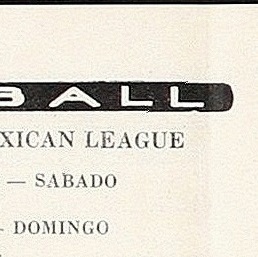 BALL
XICAN LEAGUE
— SABADO
- DOMINGO